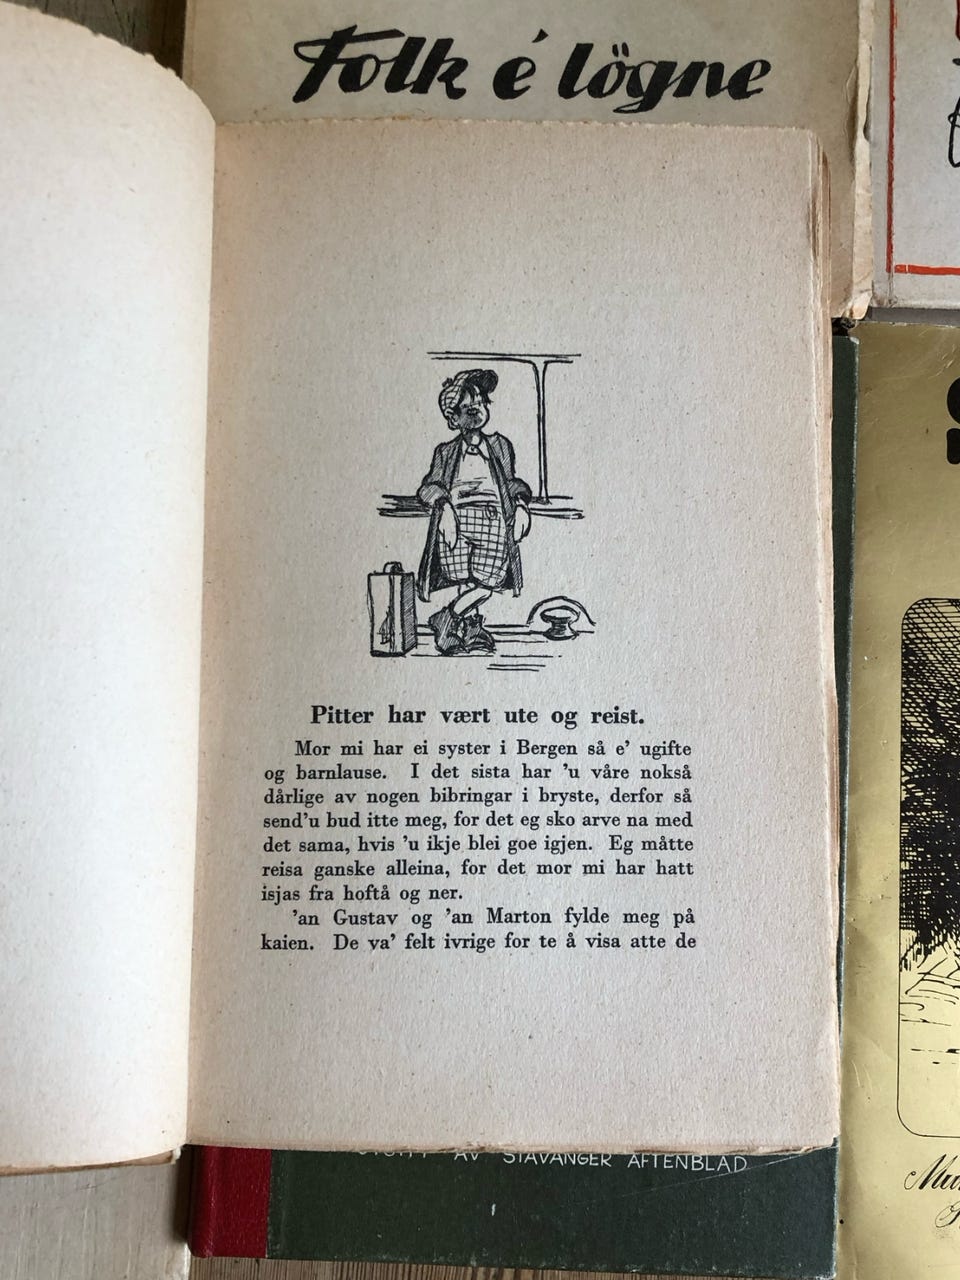 Folk é lögne
Pitter har vært ute og reist.
Mor mi har ei syster i Bergen så e’ ugifte
og barnlause. I det sista har ’u våre nokså
dårlige av nogen bibringar i bryste, derfor så
send’u bud itte meg, for det eg sko arve na med
det sama, hvis ’u ikje blei goe igjen. Eg måtte
reisa ganske alleina, for det mor mi har hatt
isjas fra hoftå og ner.
’an Gustav og ’an Marton fylde meg på
kaien. De va’ felt ivrige for te å visa atte de
AV STAVANGER AFTENBLAD